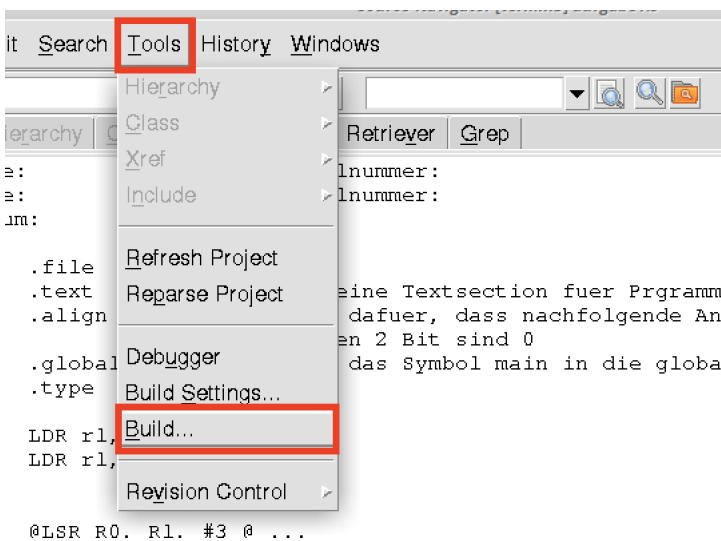 it Search Tools History Windows
Hierarchy
ierarchy Class Retriever Grep
Xref lnummer:
Include lnummer:
um:
Refresh Project
.file
.text Reparse Project eine Textsection fuer Prgramm
.align dafuer, dass nachfolgende An
en 2 Bit sind 0
.global Debugger das Symbol main in die globa
.type Build Settings...
LDR r1, Build...
LDR r1,
Revision Control
@LSR R0, R1, #3 @ ...